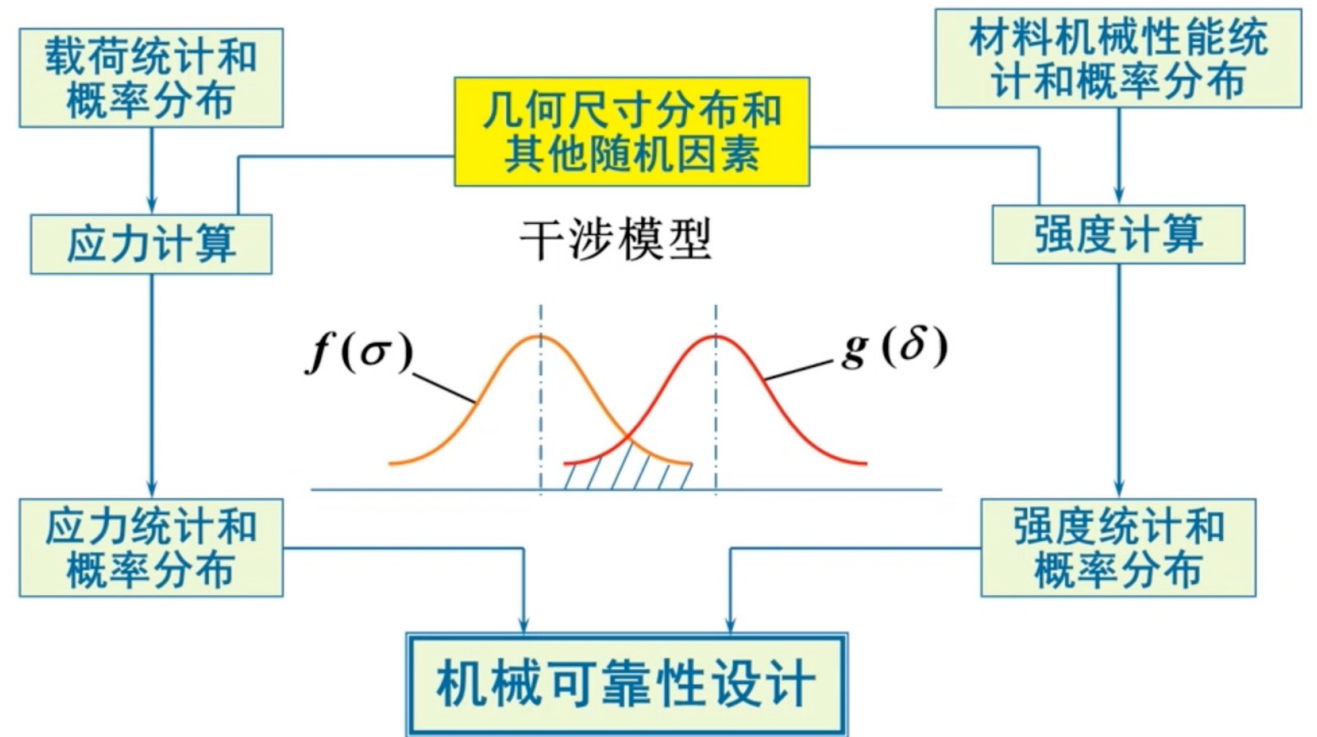 载荷统计和
概率分布
材料机械性能统
计和概率分布
几何尺寸分布和
其他随机因素
应力计算
干涉模型
强度计算
f(σ)
g(δ)
应力统计和
概率分布
强度统计和
概率分布
机械可靠性设计